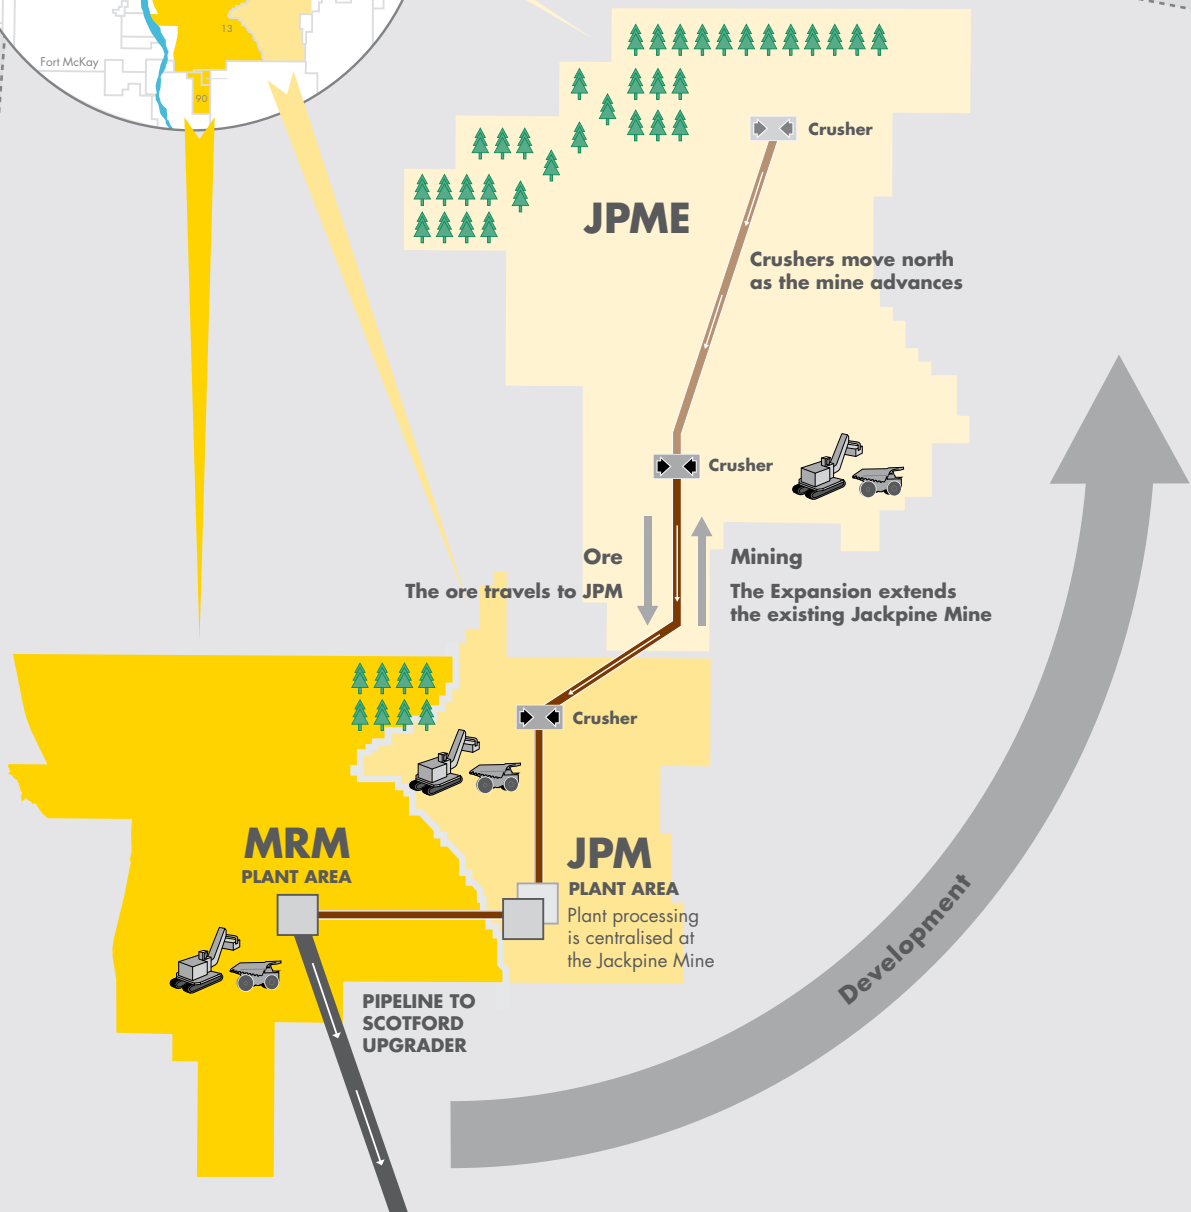 13
Fort McKay
90
Crusher
JPME
Crushers move north
as the mine advances
Crusher
Ore
The ore travels to JPM
Mining
The Expansion extends
the existing Jackpine Mine
Crusher
MRM
PLANT AREA
JPM
PLANT AREA
Plant processing
is centralised at
the Jackpine Mine
Development
PIPELINE TO
SCOTFORD
UPGRADER